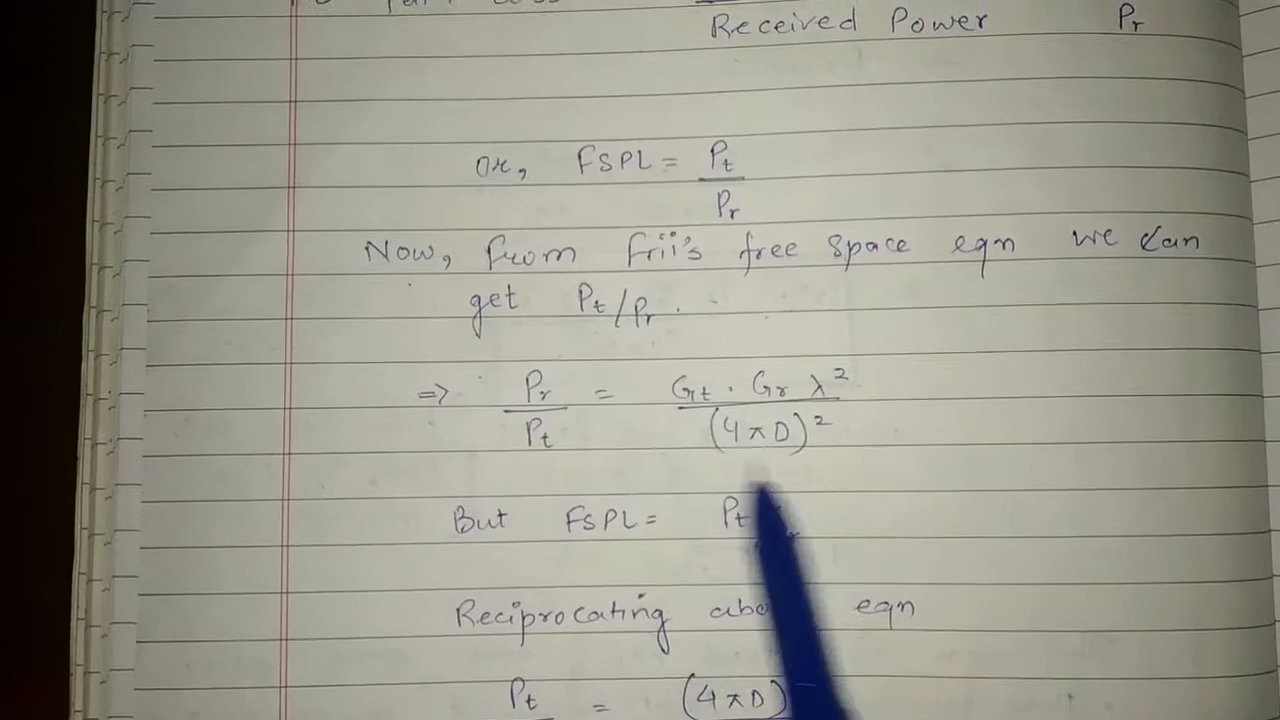 Received Power Pr
Or, FSPL = Pt
Pr
Now, from Frii's free space eqn we can
get Pt/Pr.
=> Pr = Gt . Gr λ²
Pt (4πD)²
But FSPL = Pt
Reciprocating eqn
Pt = (4πD)